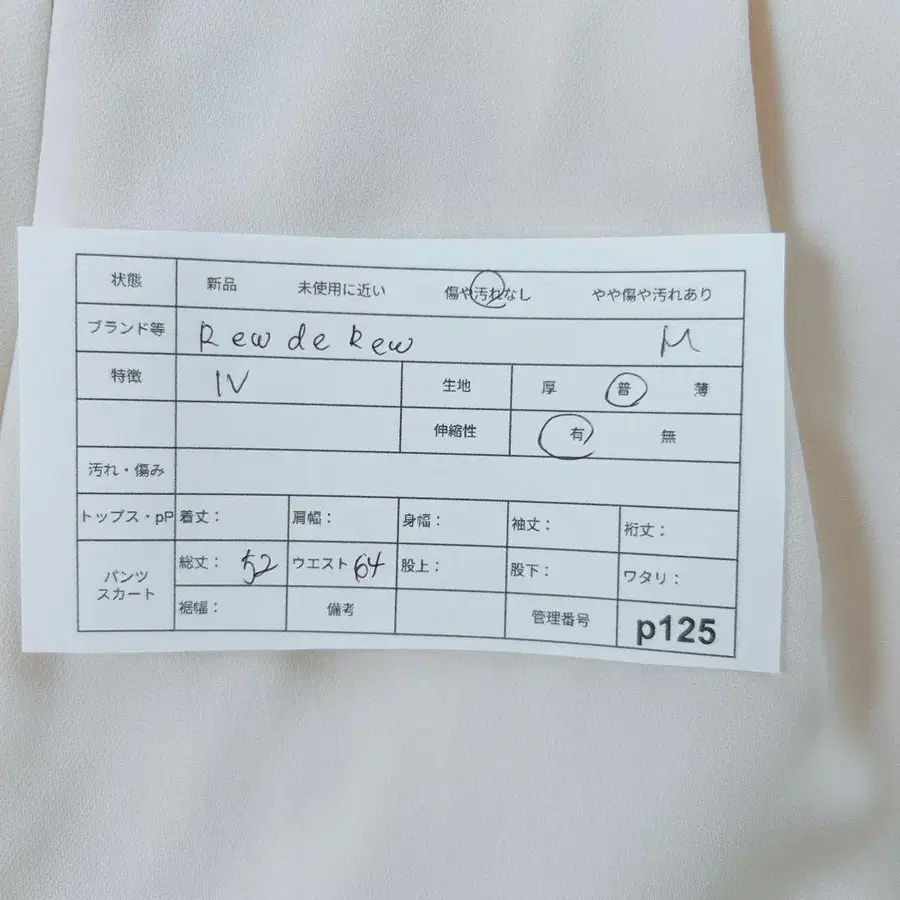 状態 新品 未使用に近い 傷や汚れなし やや傷や汚れあり
ブランド等 Rew de Rew M
特徴 IV 生地 厚 普 薄
伸縮性 有 無
汚れ・傷み
トップス・pP 着丈： 肩幅： 身幅： 袖丈： 裄丈：
パンツ スカート 総丈： 52 ウエスト 64 股上： 股下： ワタリ：
裾幅： 備考 管理番号 p125